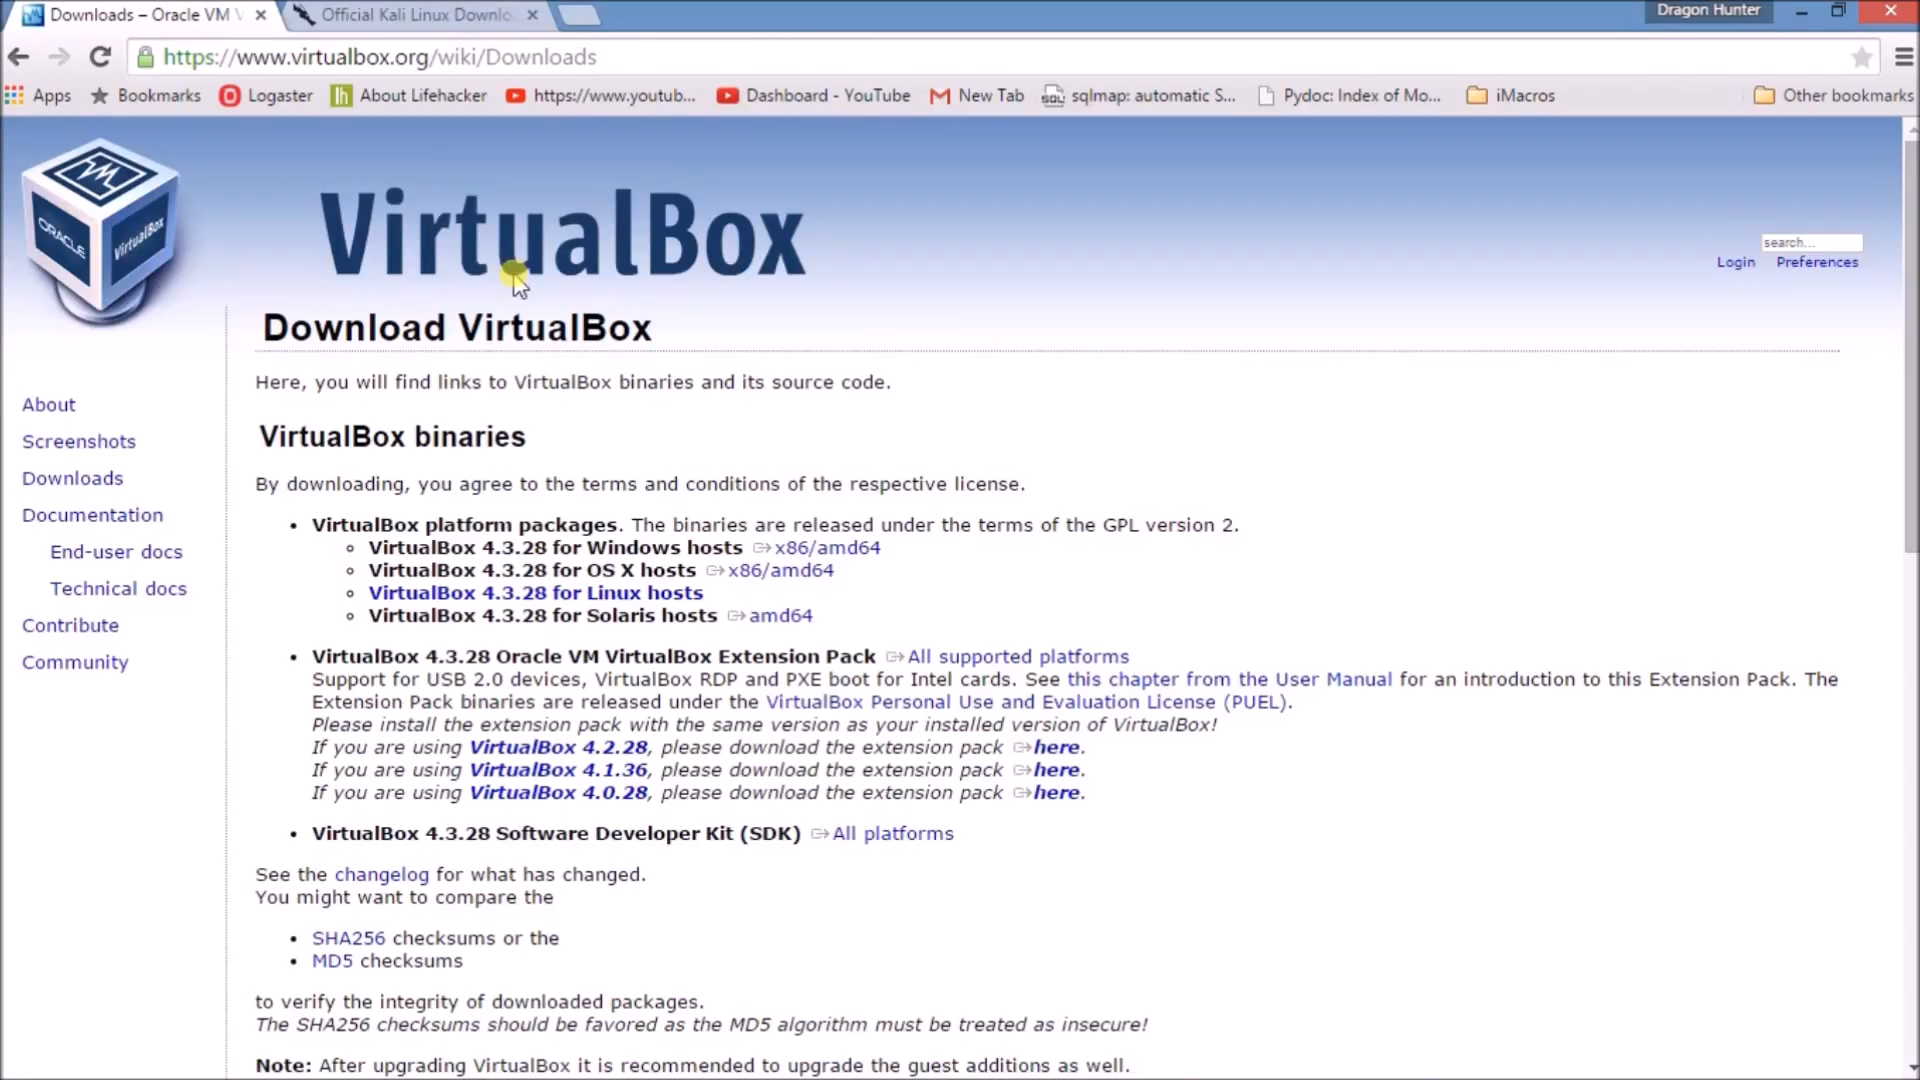 Downloads – Oracle VM V
Official Kali Linux Downlo
Dragon Hunter
https://www.virtualbox.org/wiki/Downloads
Apps
Bookmarks
Logaster
About Lifehacker
https://www.youtub...
Dashboard - YouTube
New Tab
sqlmap: automatic S...
Pydoc: Index of Mo...
iMacros
Other bookmarks
ORACLE
VirtualBox
VirtualBox
search...
Login Preferences
Download VirtualBox
Here, you will find links to VirtualBox binaries and its source code.
About
Screenshots
Downloads
Documentation
End-user docs
Technical docs
Contribute
Community
VirtualBox binaries
By downloading, you agree to the terms and conditions of the respective license.
• VirtualBox platform packages. The binaries are released under the terms of the GPL version 2.
VirtualBox 4.3.28 for Windows hosts x86/amd64
VirtualBox 4.3.28 for OS X hosts x86/amd64
VirtualBox 4.3.28 for Linux hosts
VirtualBox 4.3.28 for Solaris hosts amd64
• VirtualBox 4.3.28 Oracle VM VirtualBox Extension Pack All supported platforms
Support for USB 2.0 devices, VirtualBox RDP and PXE boot for Intel cards. See this chapter from the User Manual for an introduction to this Extension Pack. The
Extension Pack binaries are released under the VirtualBox Personal Use and Evaluation License (PUEL).
Please install the extension pack with the same version as your installed version of VirtualBox!
If you are using VirtualBox 4.2.28, please download the extension pack here.
If you are using VirtualBox 4.1.36, please download the extension pack here.
If you are using VirtualBox 4.0.28, please download the extension pack here.
• VirtualBox 4.3.28 Software Developer Kit (SDK) All platforms
See the changelog for what has changed.
You might want to compare the
• SHA256 checksums or the
• MD5 checksums
to verify the integrity of downloaded packages.
The SHA256 checksums should be favored as the MD5 algorithm must be treated as insecure!
Note: After upgrading VirtualBox it is recommended to upgrade the guest additions as well.